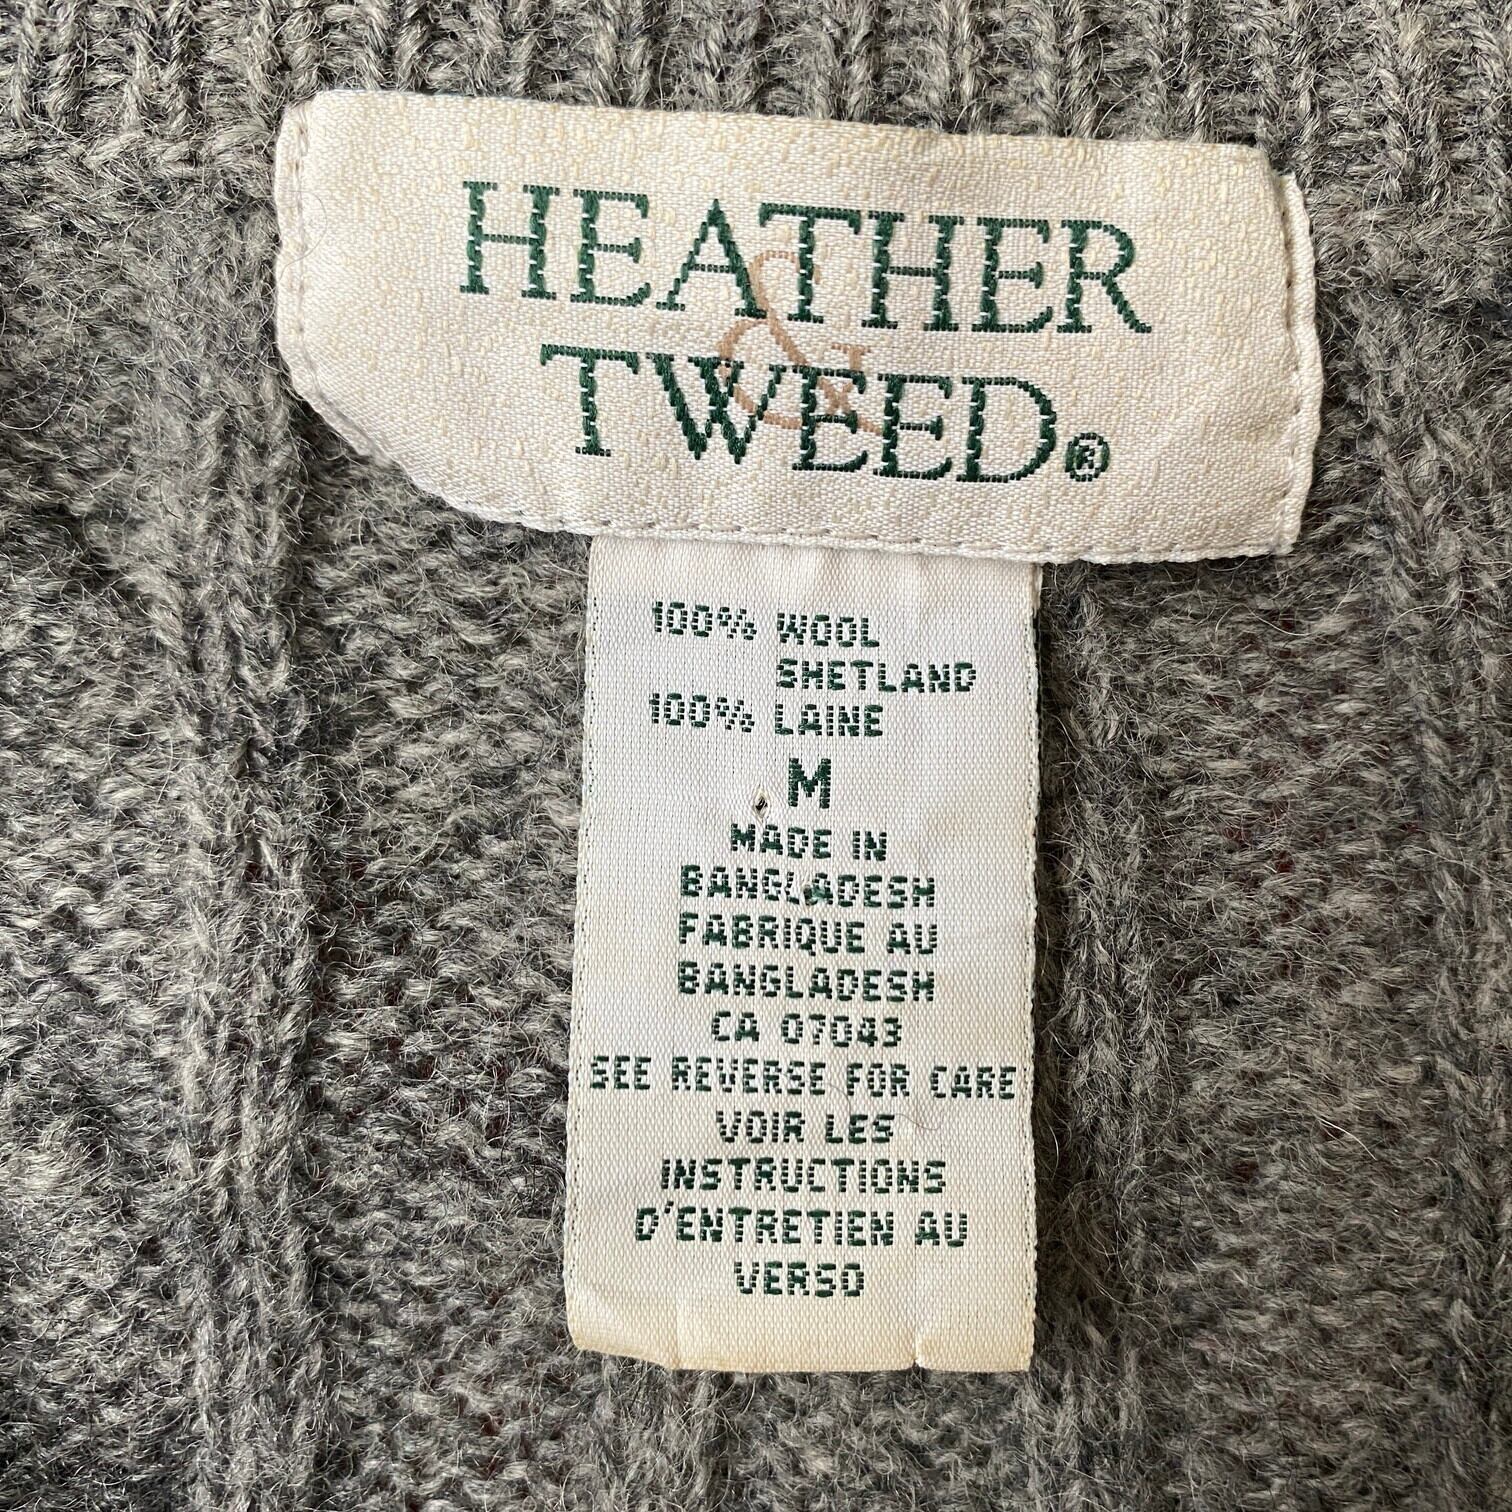 HEATHER
&
TWEED®
100% WOOL
SHETLAND
100% LAINE
M
MADE IN
BANGLADESH
FABRIQUE AU
BANGLADESH
CA 07043
SEE REVERSE FOR CARE
VOIR LES
INSTRUCTIONS
D'ENTRETIEN AU
VERSO